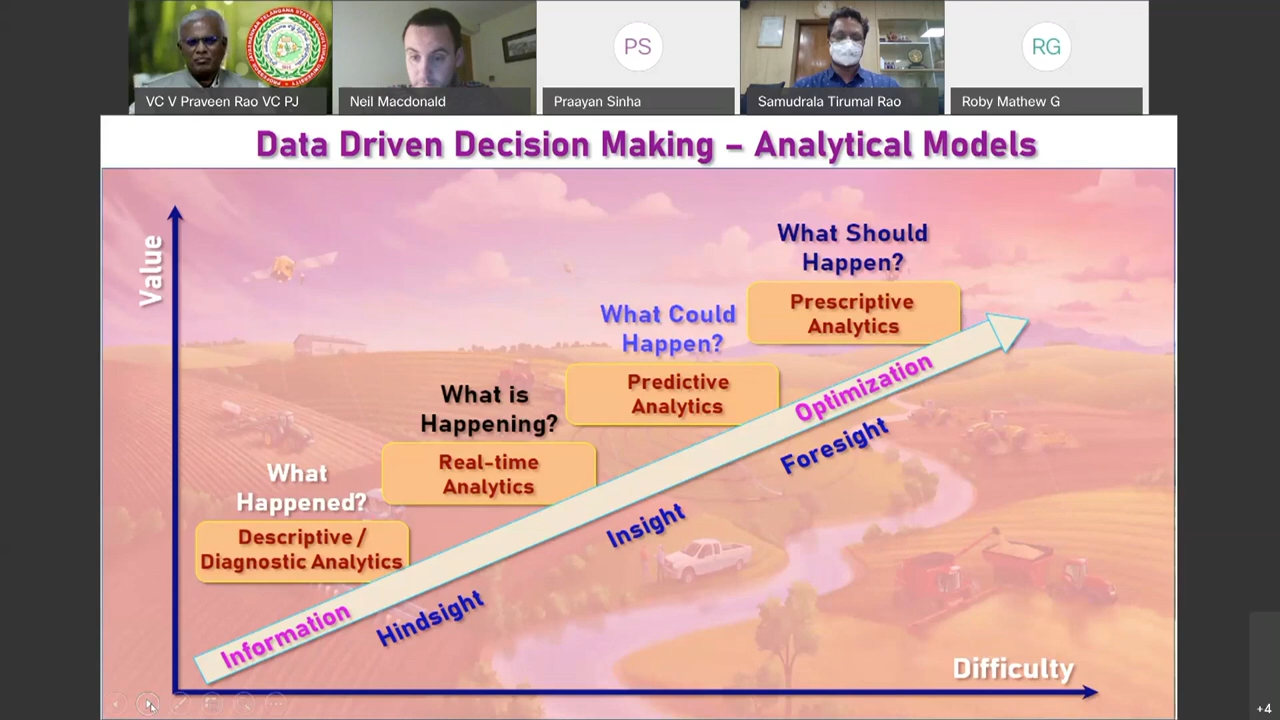 VC V Praveen Rao VC PJ
Neil Macdonald
PS
Praayan Sinha
Samudrala Tirumal Rao
RG
Roby Mathew G
Data Driven Decision Making – Analytical Models
Value
What Should
Happen?
Prescriptive
Analytics
What Could
Happen?
Predictive
Analytics
What is
Happening?
Real-time
Analytics
What
Happened?
Descriptive /
Diagnostic Analytics
Information
Optimization
Hindsight
Insight
Foresight
Difficulty
+4